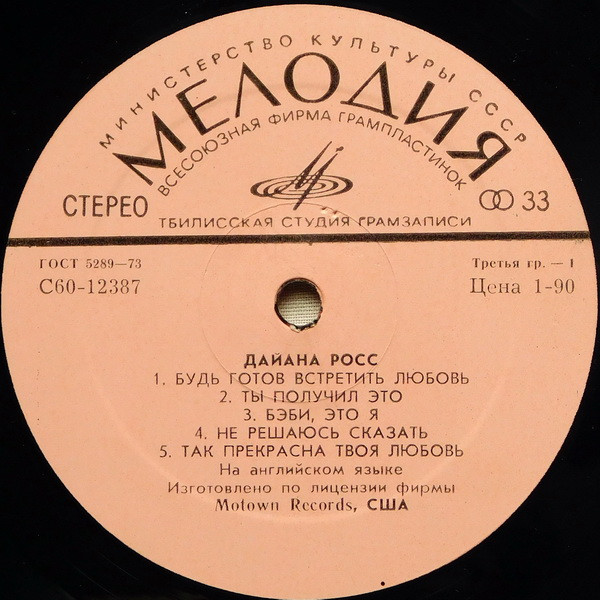 МИНИСТЕРСТВО КУЛЬТУРЫ СССР
МЕЛОДИЯ
ВСЕСОЮЗНАЯ ФИРМА ГРАМПЛАСТИНОК
СТЕРЕО
33
ТБИЛИССКАЯ СТУДИЯ ГРАМЗАПИСИ
ГОСТ 5289—73
Третья гр. — 1
С60-12387
Цена 1-90
ДАЙАНА РОСС
1. БУДЬ ГОТОВ ВСТРЕТИТЬ ЛЮБОВЬ
2. ТЫ ПОЛУЧИЛ ЭТО
3. БЭБИ, ЭТО Я
4. НЕ РЕШАЮСЬ СКАЗАТЬ
5. ТАК ПРЕКРАСНА ТВОЯ ЛЮБОВЬ
На английском языке
Изготовлено по лицензии фирмы
Motown Records, США